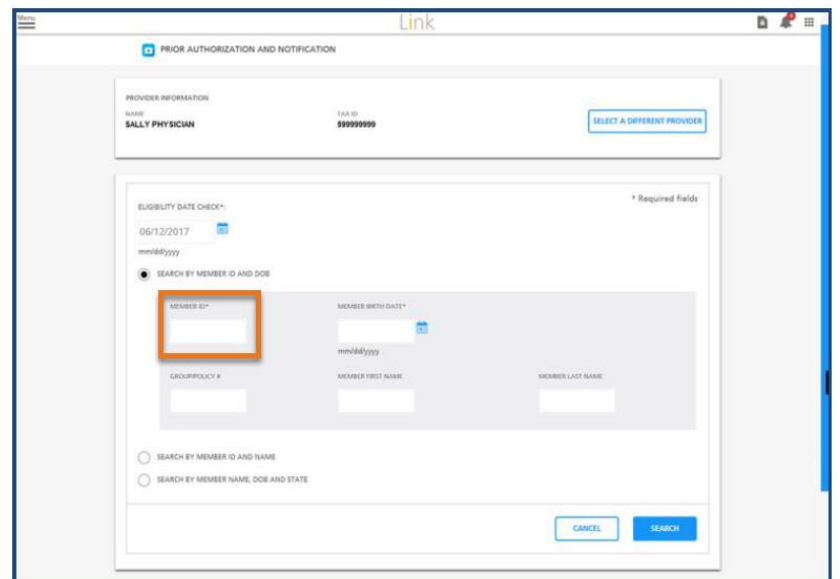 Menu
Link
PRIOR AUTHORIZATION AND NOTIFICATION
PROVIDER INFORMATION
NAME TAX ID
SALLY PHYSICIAN 599999999
SELECT A DIFFERENT PROVIDER
* Required fields
ELIGIBILITY DATE CHECK*:
06/12/2017
mm/dd/yyyy
SEARCH BY MEMBER ID AND DOB
MEMBER ID* MEMBER BIRTH DATE*
mm/dd/yyyy
GROUP/POLICY # MEMBER FIRST NAME MEMBER LAST NAME
SEARCH BY MEMBER ID AND NAME
SEARCH BY MEMBER NAME, DOB AND STATE
CANCEL SEARCH